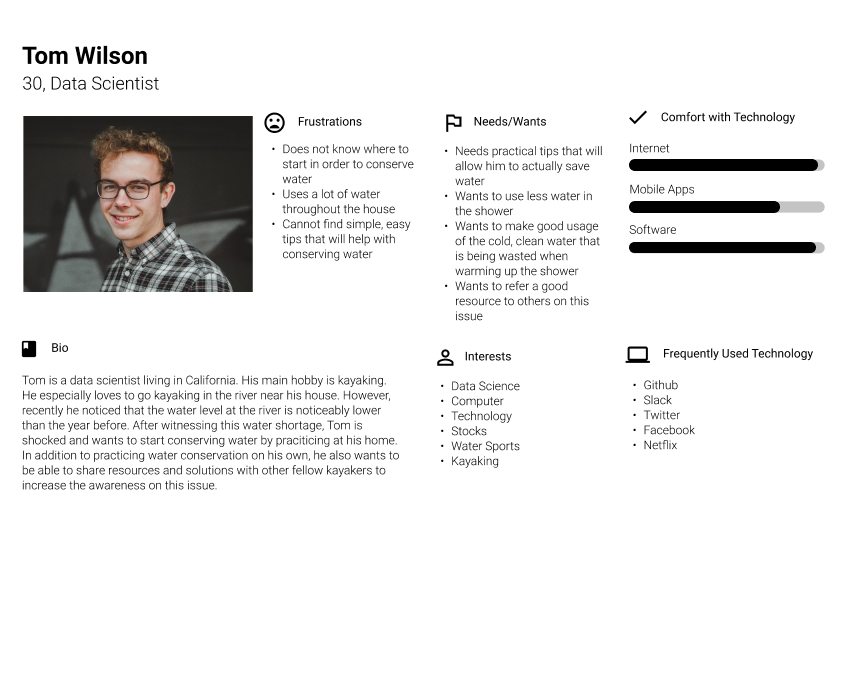 Tom Wilson
30, Data Scientist
Frustrations
• Does not know where to
start in order to conserve
water
• Uses a lot of water
throughout the house
• Cannot find simple, easy
tips that will help with
conserving water
Needs/Wants
• Needs practical tips that will
allow him to actually save
water
• Wants to use less water in
the shower
• Wants to make good usage
of the cold, clean water that
is being wasted when
warming up the shower
• Wants to refer a good
resource to others on this
issue
Comfort with Technology
Internet
Mobile Apps
Software
Bio
Tom is a data scientist living in California. His main hobby is kayaking.
He especially loves to go kayaking in the river near his house. However,
recently he noticed that the water level at the river is noticeably lower
than the year before. After witnessing this water shortage, Tom is
shocked and wants to start conserving water by praciticing at his home.
In addition to practicing water conservation on his own, he also wants to
be able to share resources and solutions with other fellow kayakers to
increase the awareness on this issue.
Interests
• Data Science
• Computer
• Technology
• Stocks
• Water Sports
• Kayaking
Frequently Used Technology
• Github
• Slack
• Twitter
• Facebook
• Netflix